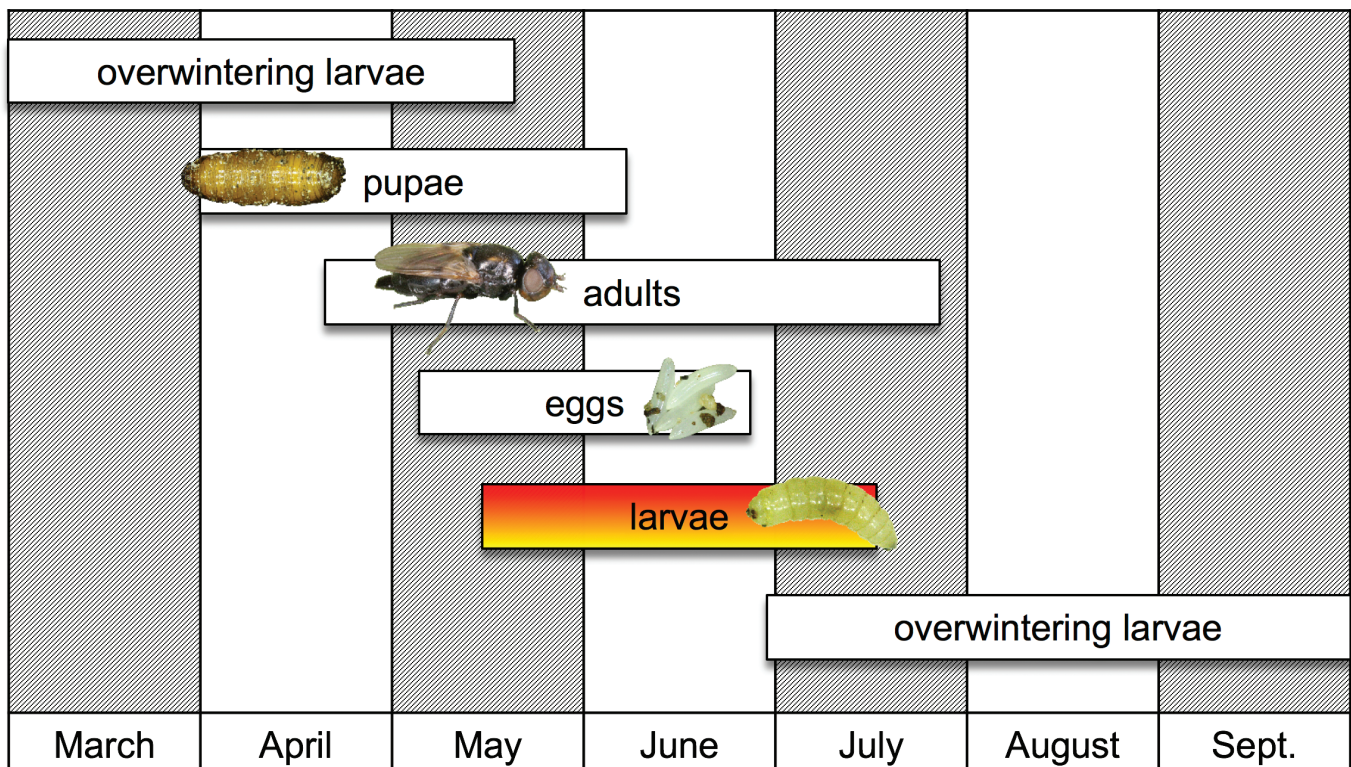 overwintering larvae
pupae
adults
eggs
larvae
overwintering larvae
March April May June July August Sept.